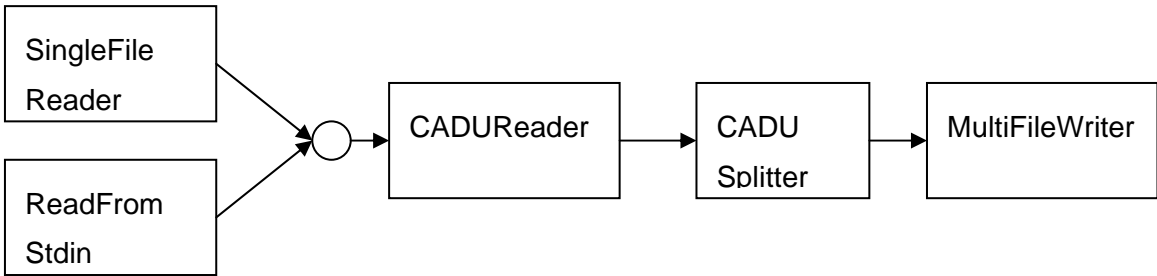 SingleFile
Reader
ReadFrom
Stdin
CADUReader
CADU
Splitter
MultiFileWriter